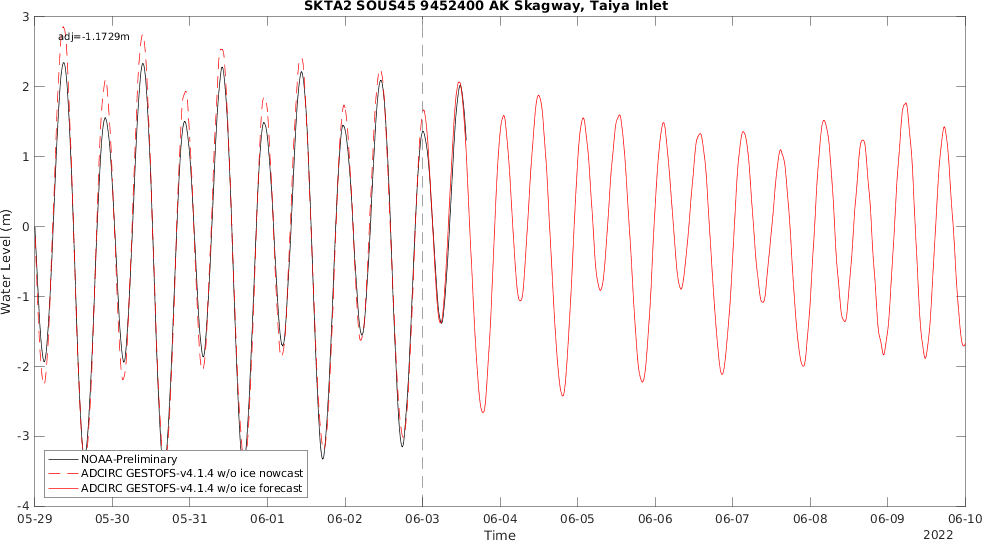 SKTA2 SOUS45 9452400 AK Skagway, Taiya Inlet
adj=-1.1729m
3
2
1
0
-1
-2
-3
-4
Water Level (m)
NOAA-Preliminary
ADCIRC GESTOFS-v4.1.4 w/o ice nowcast
ADCIRC GESTOFS-v4.1.4 w/o ice forecast
05-29 05-30 05-31 06-01 06-02 06-03 06-04 06-05 06-06 06-07 06-08 06-09 06-10
Time
2022